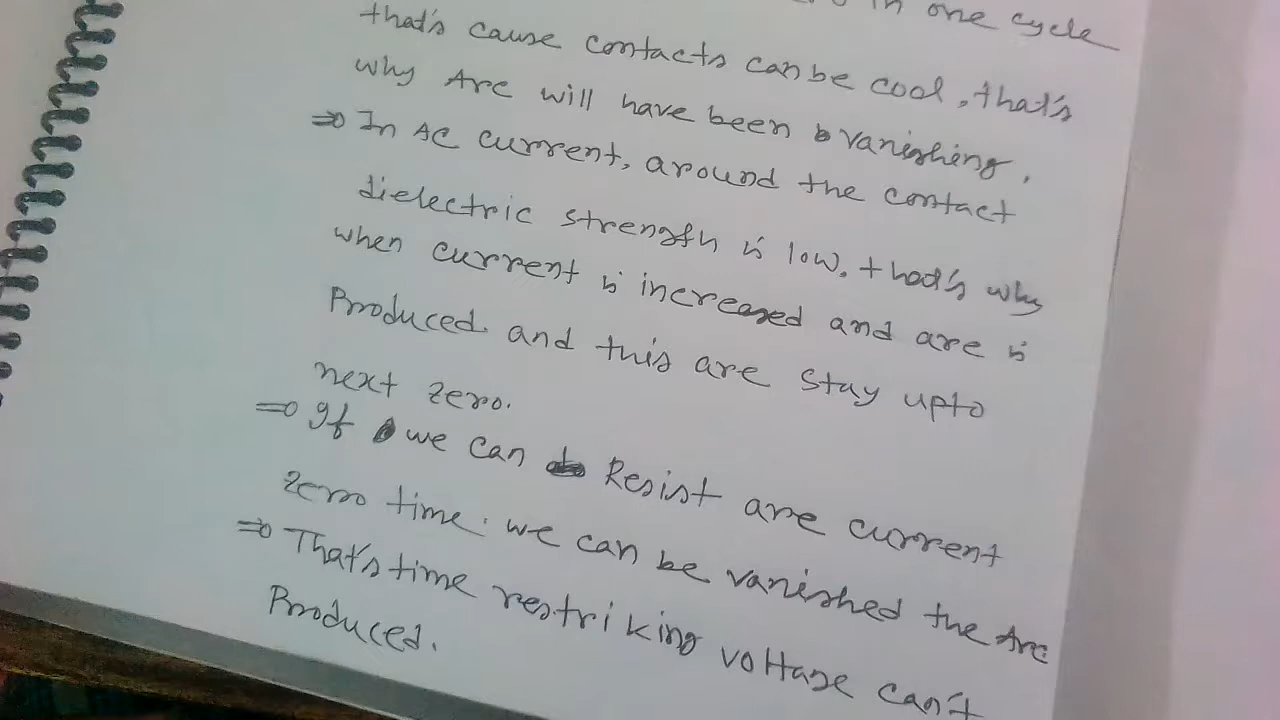 in one cycle
that's cause contacts can be cool, that's
why Arc will have been vanishing.
⇒ In AC current, around the contact
dielectric strength is low. that's why
when current is increased and arc is
Produced. and this arc stay upto
next zero.
⇒ If we can Resist arc current
zero time. we can be vanished the Arc
⇒ That's time restriking voltage can't
Produced.